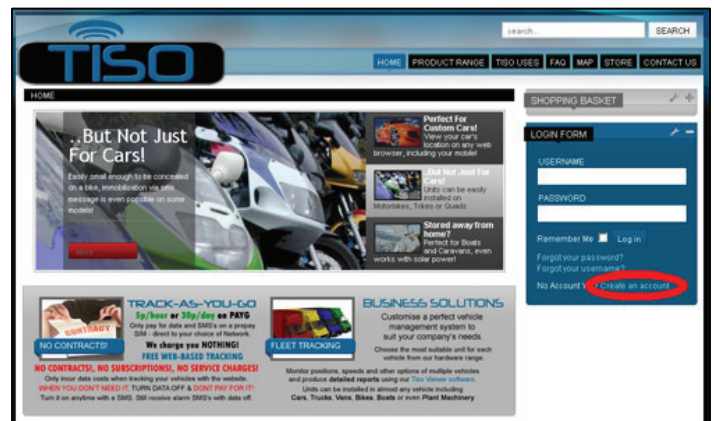 search...
SEARCH
TISO
HOME
PRODUCT RANGE
TISO USES
FAQ
MAP
STORE
CONTACT US
HOME
..But Not Just
For Cars!
Easily small enough to be concealed
on a bike, immobilisation via sms
message is even possible on some
models!
More...
Perfect For
Custom Cars!
View your car's
location on any web
browser, including your mobile!
..But Not Just For
Cars!
Units can be easily
installed on
Motorbikes, Trikes or Quads
Stored away from
home?
Perfect for Boats
and Caravans, even
works with solar power!
SHOPPING BASKET
LOGIN FORM
USERNAME
PASSWORD
Remember Me
Log in
Forgot your password?
Forgot your username?
No Account Y
Create an account
CONTRACT
NO CONTRACTS!
TRACK-AS-YOU-GO
5p/hour or 30p/day on PAYG
Only pay for data and SMS's on a prepay
SIM - direct to your choice of Network.
We charge you NOTHING!
FREE WEB-BASED TRACKING
NO CONTRACTS!, NO SUBSCRIPTIONS!, NO SERVICE CHARGES!
Only incur data costs when tracking your vehicles with the website.
WHEN YOU DON'T NEED IT, TURN DATA OFF & DONT PAY FOR IT!
Turn it on anytime with a SMS. Still receive alarm SMS's with data off.
FLEET TRACKING
BUSINESS SOLUTIONS
Customise a perfect vehicle
management system to
suit your company's needs.
Choose the most suitable unit for each
vehicle from our hardware range.
Monitor positions, speeds and other options of multiple vehicles
and produce detailed reports using our Tiso Viewer software.
Units can be installed in almost any vehicle including
Cars, Trucks, Vans, Bikes, Boats or even Plant Machinery.